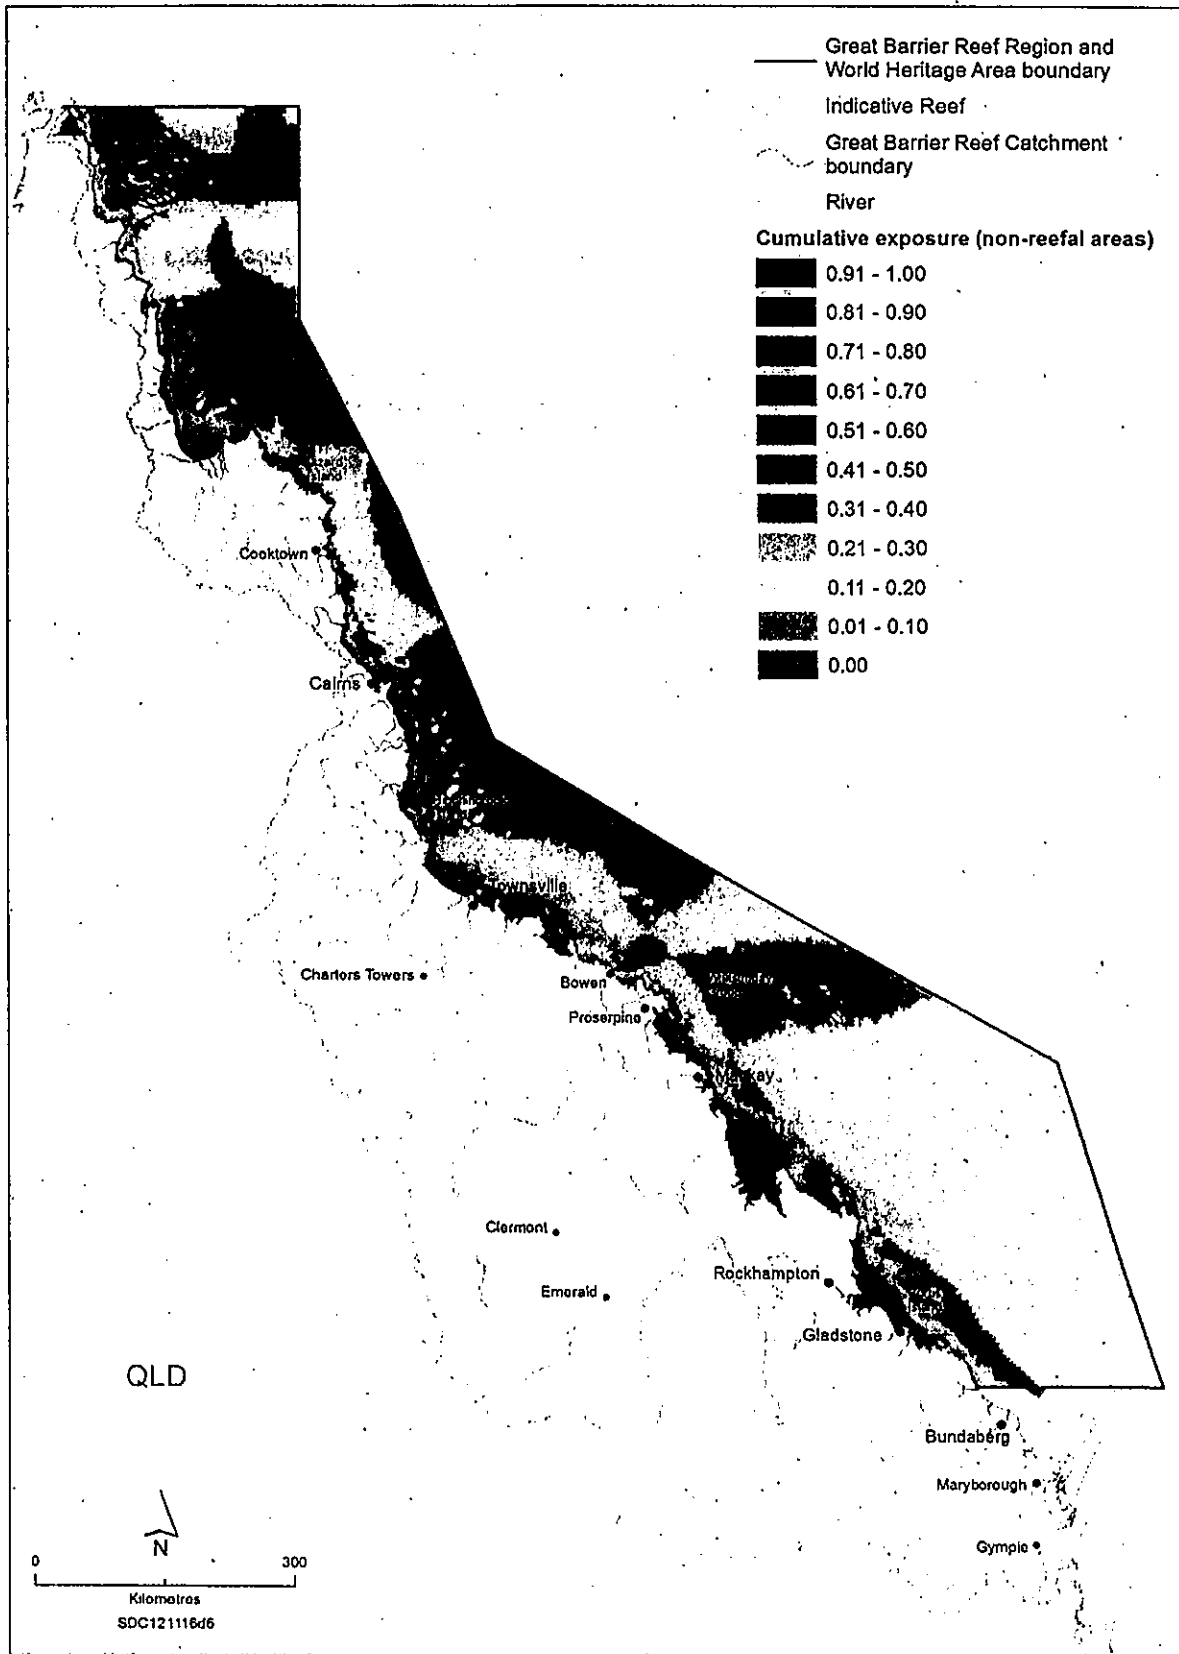 Great Barrier Reef Region and
World Heritage Area boundary
Indicative Reef
Great Barrier Reef Catchment
boundary
River
Cumulative exposure (non-reefal areas)
0.91 - 1.00
0.81 - 0.90
0.71 - 0.80
0.61 - 0.70
0.51 - 0.60
0.41 - 0.50
0.31 - 0.40
0.21 - 0.30
0.11 - 0.20
0.01 - 0.10
0.00
Island
Cooktown
Cairns
Townsville
Charters Towers
Bowen
Proserpine
Mackay
Clermont
Emerald
Rockhampton
Gladstone
QLD
Bundaberg
Maryborough
Gympie
N
0 300
Kilometres
SDC121116d6